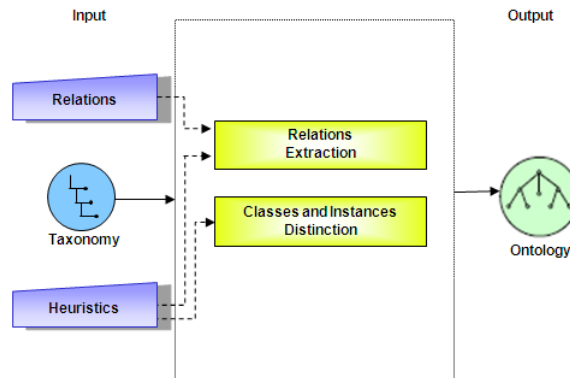 Input
Output
Relations
Relations
Extraction
Taxonomy
Classes and Instances
Distinction
Ontology
Heuristics